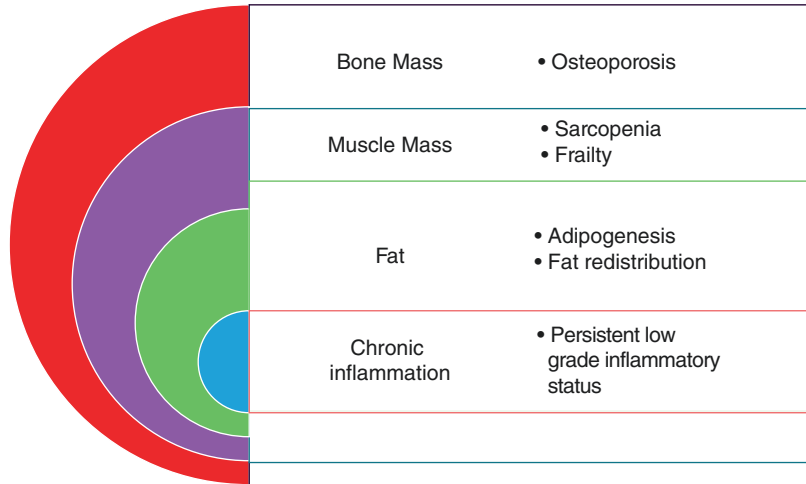 Bone Mass
• Osteoporosis
Muscle Mass
• Sarcopenia
• Frailty
Fat
• Adipogenesis
• Fat redistribution
Chronic
inflammation
• Persistent low
grade inflammatory
status